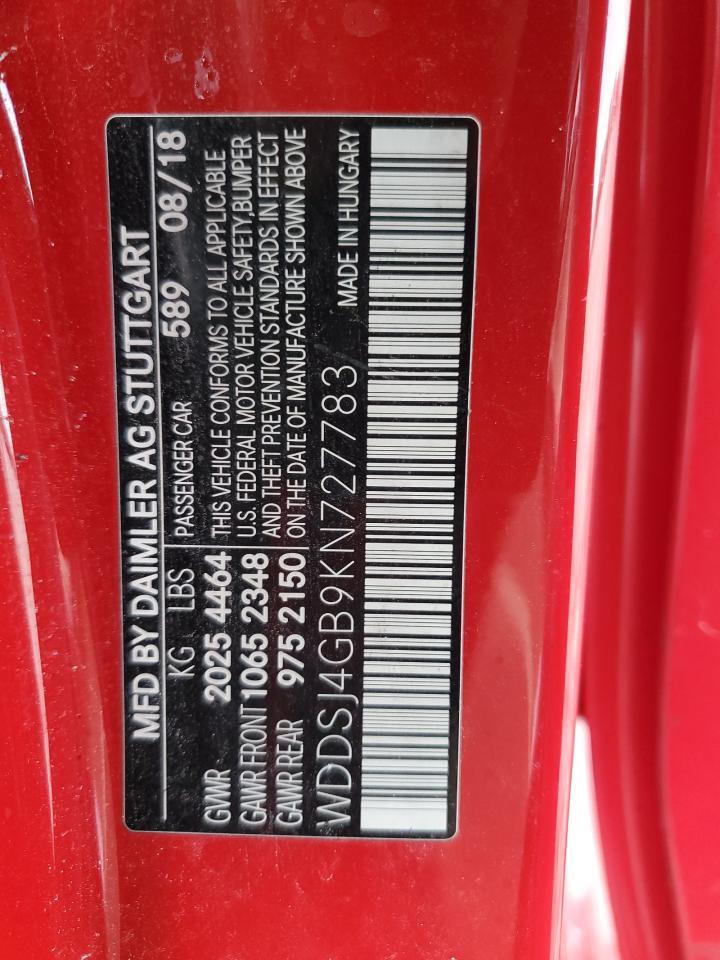 MFD BY DAIMLER AG STUTTGART
KG LBS PASSENGER CAR 589 08/18
GVWR 2025 4464 THIS VEHICLE CONFORMS TO ALL APPLICABLE
GAWR FRONT 1065 2348 U.S. FEDERAL MOTOR VEHICLE SAFETY,BUMPER
GAWR REAR 975 2150 AND THEFT PREVENTION STANDARDS IN EFFECT
ON THE DATE OF MANUFACTURE SHOWN ABOVE
WDDSJ4GB9KN727783 MADE IN HUNGARY